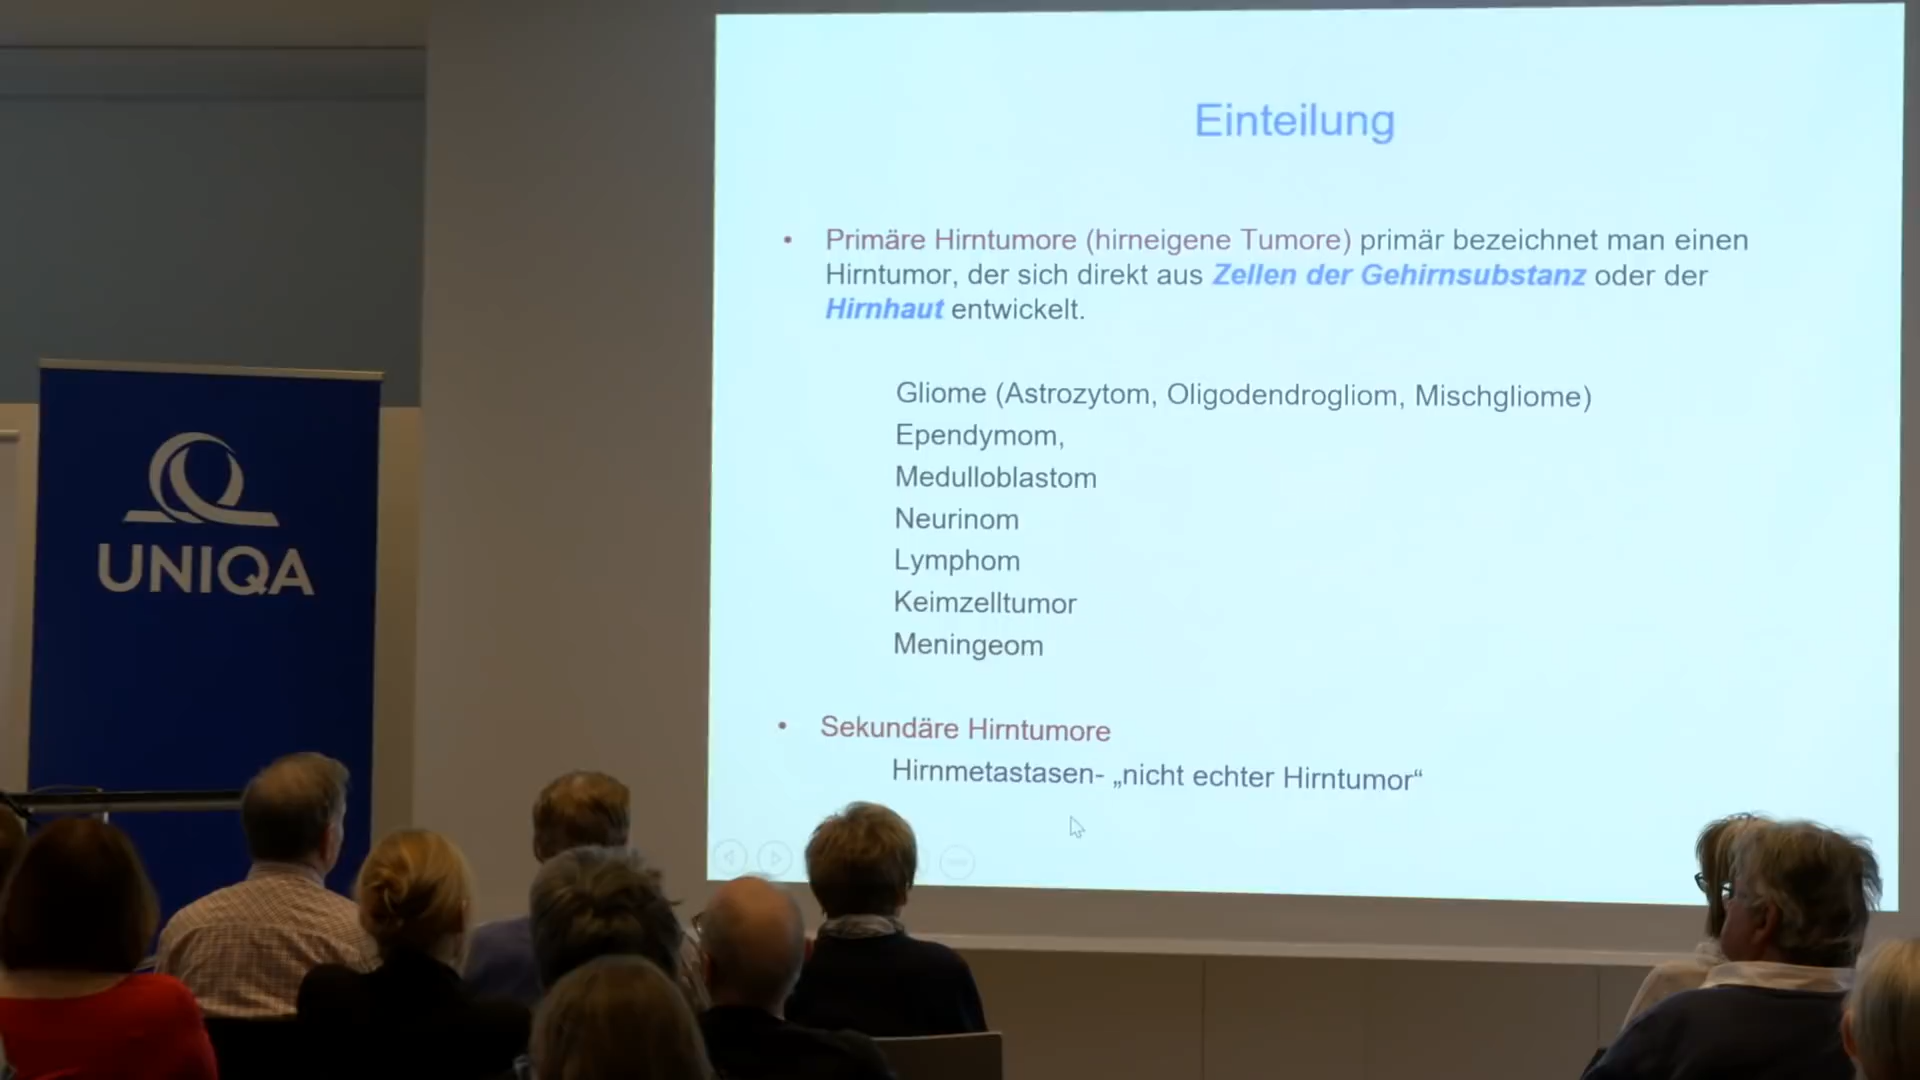 Einteilung
• Primäre Hirntumore (hirneigene Tumore) primär bezeichnet man einen
Hirntumor, der sich direkt aus Zellen der Gehirnsubstanz oder der
Hirnhaut entwickelt.
Gliome (Astrozytom, Oligodendrogliom, Mischgliome)
Ependymom,
Medulloblastom
Neurinom
Lymphom
Keimzelltumor
Meningeom
• Sekundäre Hirntumore
Hirnmetastasen- „nicht echter Hirntumor“
UNIQA